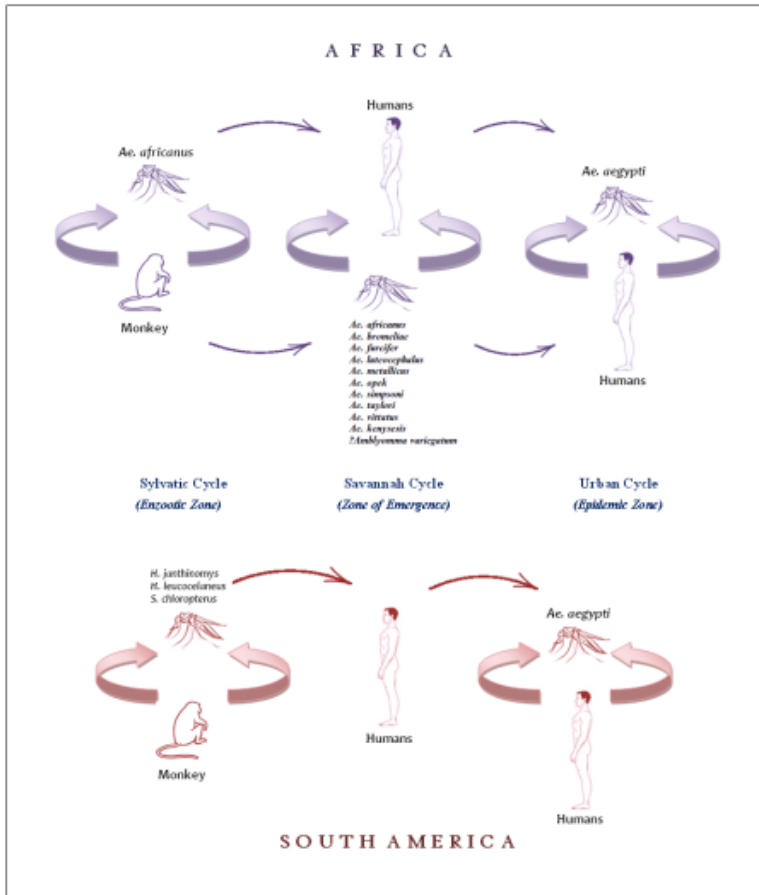 AFRICA
Humans
Ae. africanus
Ae. aegypti
Monkey
Ae. africanus
Ae. bromeliae
Ae. furcifer
Ae. luteocephalus
Ae. metallicus
Ae. opok
Ae. simpsoni
Ae. taylori
Ae. vittatus
Ae. kenysesis
?Amblyomma variegatum
Humans
Sylvatic Cycle
(Enzootic Zone)
Savannah Cycle
(Zone of Emergence)
Urban Cycle
(Epidemic Zone)
H. janthinomys
H. leucocelaneus
S. chloropterus
Ae. aegypti
Monkey
Humans
Humans
SOUTH AMERICA